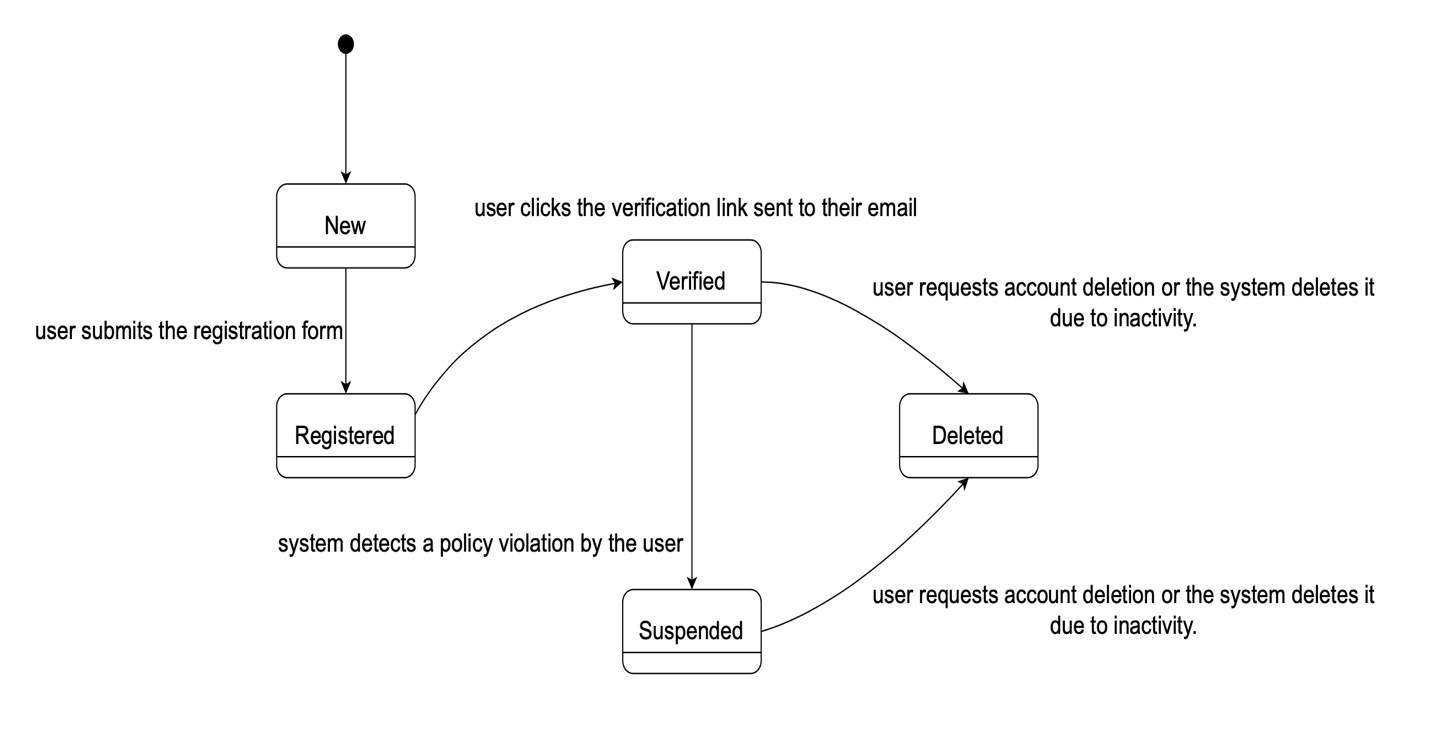 New
user clicks the verification link sent to their email
Verified
user requests account deletion or the system deletes it
due to inactivity.
user submits the registration form
Registered
Deleted
system detects a policy violation by the user
user requests account deletion or the system deletes it
due to inactivity.
Suspended